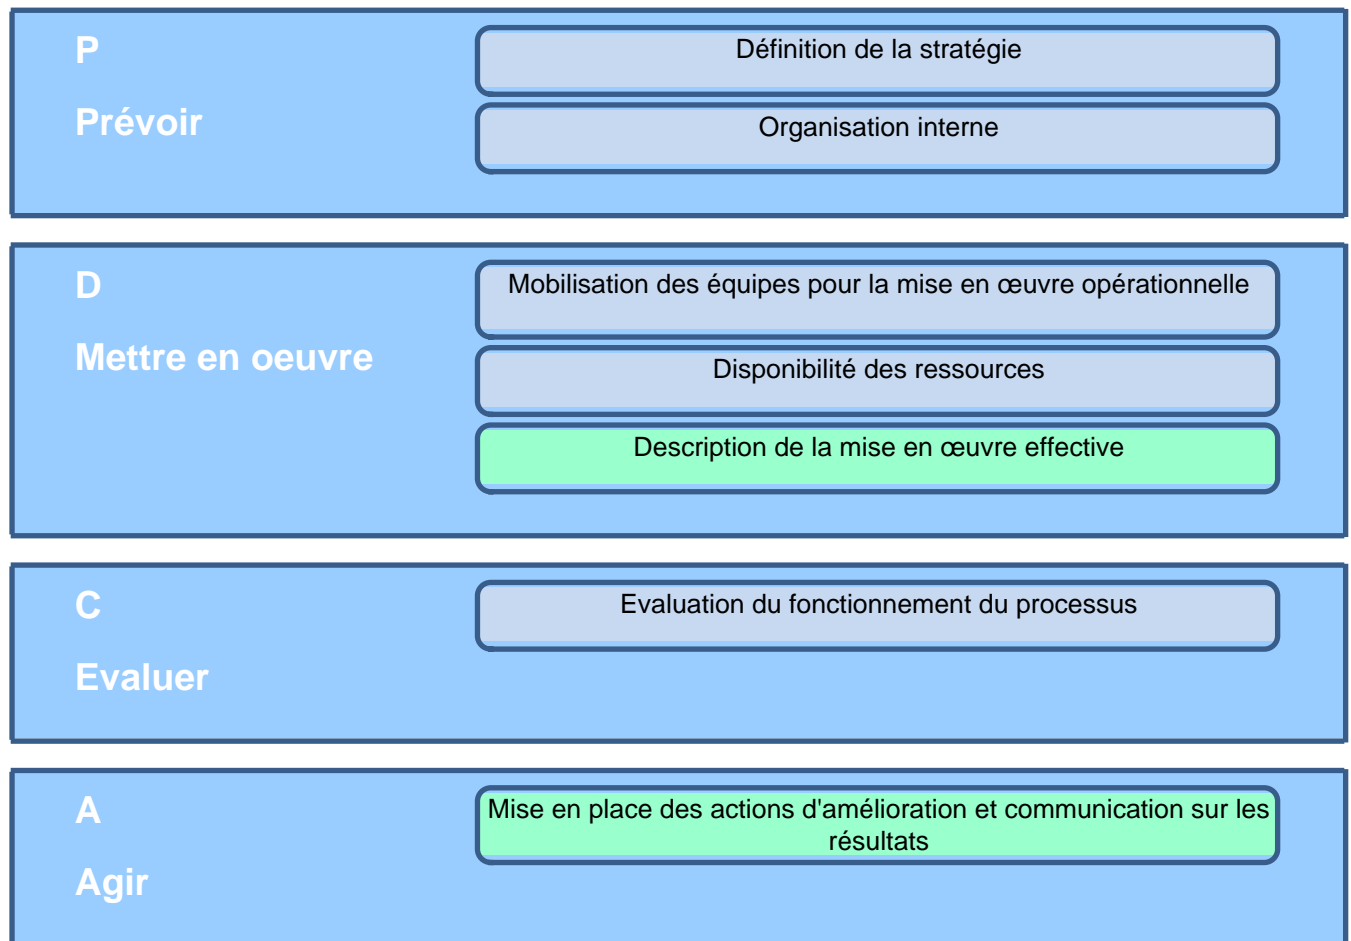 P
Prévoir
Définition de la stratégie
Organisation interne
D
Mettre en oeuvre
Mobilisation des équipes pour la mise en œuvre opérationnelle
Disponibilité des ressources
Description de la mise en œuvre effective
C
Evaluer
Evaluation du fonctionnement du processus
A
Agir
Mise en place des actions d'amélioration et communication sur les
résultats